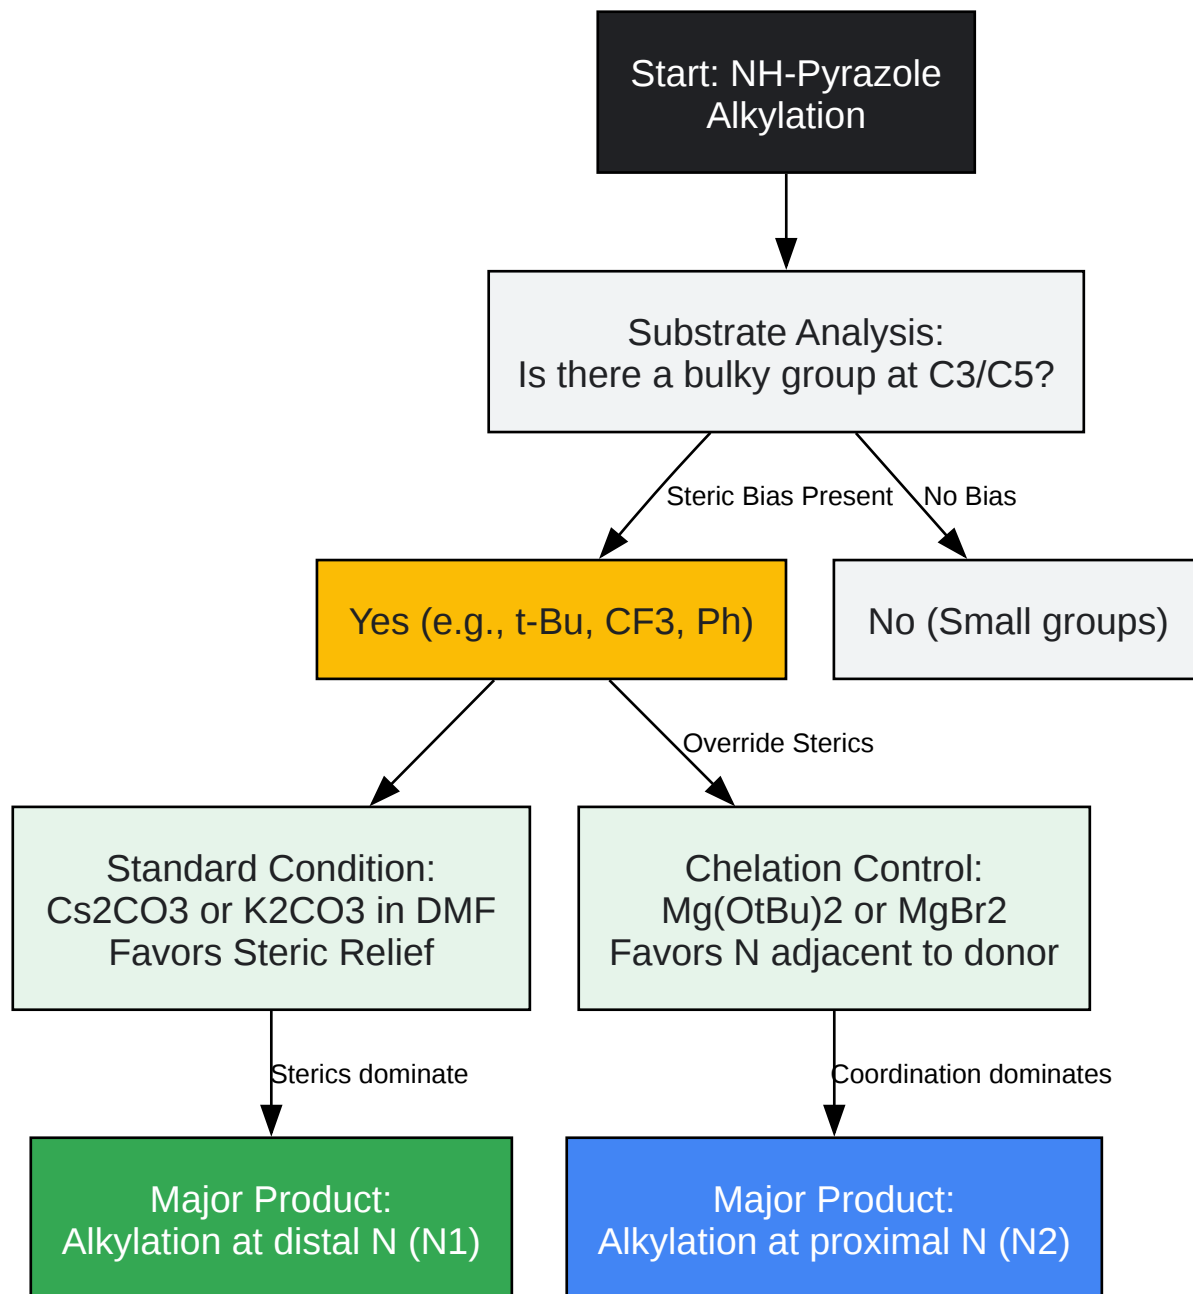 Start: NH-Pyrazole
Alkylation
Substrate Analysis:
Is there a bulky group at C3/C5?
Steric Bias Present
No Bias
Yes (e.g., t-Bu, CF3, Ph)
No (Small groups)
Override Sterics
Standard Condition:
Cs2CO3 or K2CO3 in DMF
Favors Steric Relief
Chelation Control:
Mg(OtBu)2 or MgBr2
Favors N adjacent to donor
Sterics dominate
Coordination dominates
Major Product:
Alkylation at distal N (N1)
Major Product:
Alkylation at proximal N (N2)